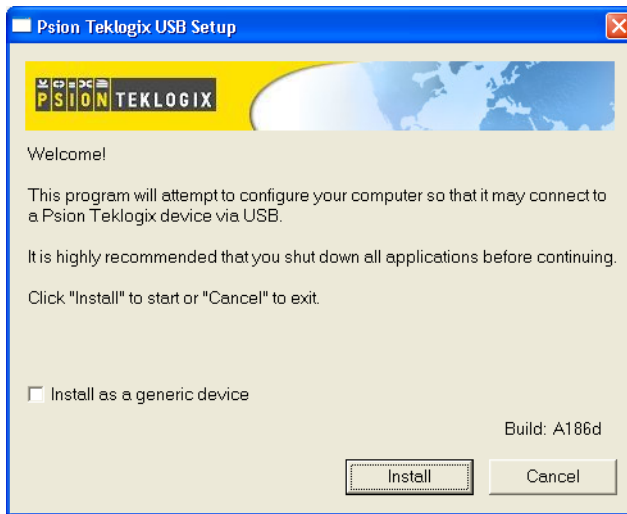 Psion Teklogix USB Setup
PSION TEKLOGIX
Welcome!
This program will attempt to configure your computer so that it may connect to
a Psion Teklogix device via USB.
It is highly recommended that you shut down all applications before continuing.
Click "Install" to start or "Cancel" to exit.
Install as a generic device
Build: A186d
Install
Cancel